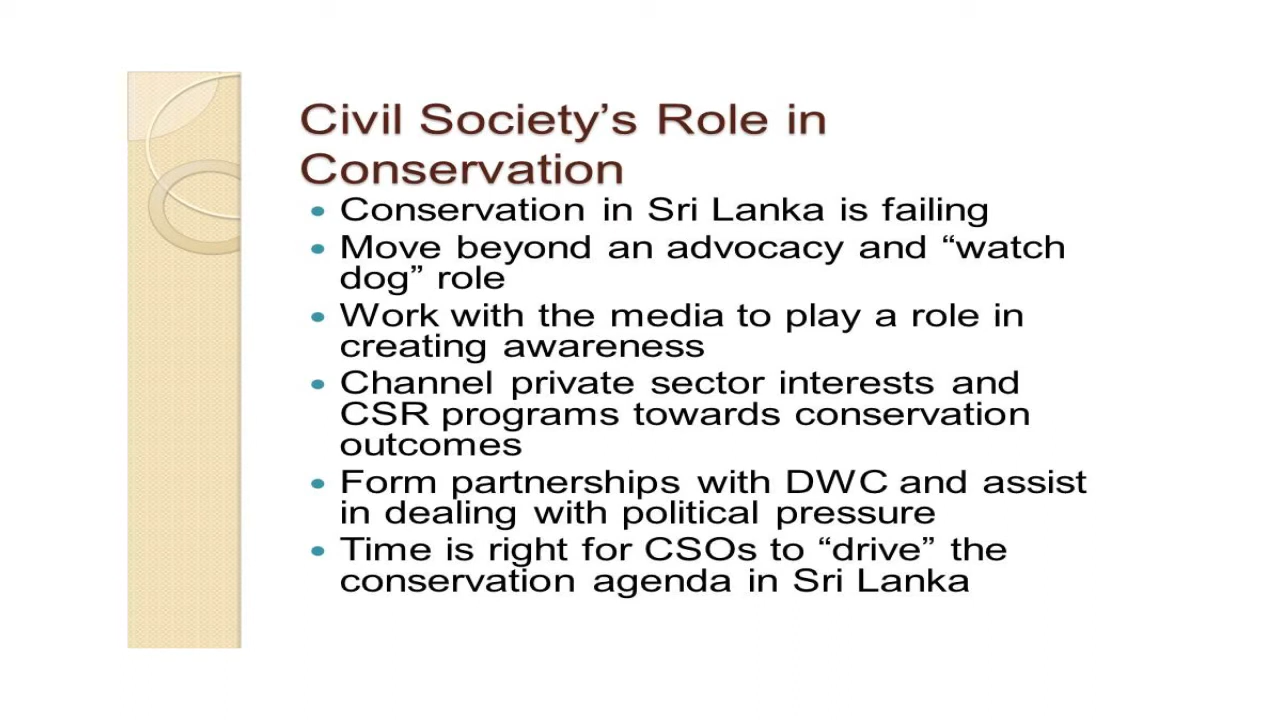 Civil Society’s Role in
Conservation
• Conservation in Sri Lanka is failing
• Move beyond an advocacy and “watch
dog” role
• Work with the media to play a role in
creating awareness
• Channel private sector interests and
CSR programs towards conservation
outcomes
• Form partnerships with DWC and assist
in dealing with political pressure
• Time is right for CSOs to “drive” the
conservation agenda in Sri Lanka